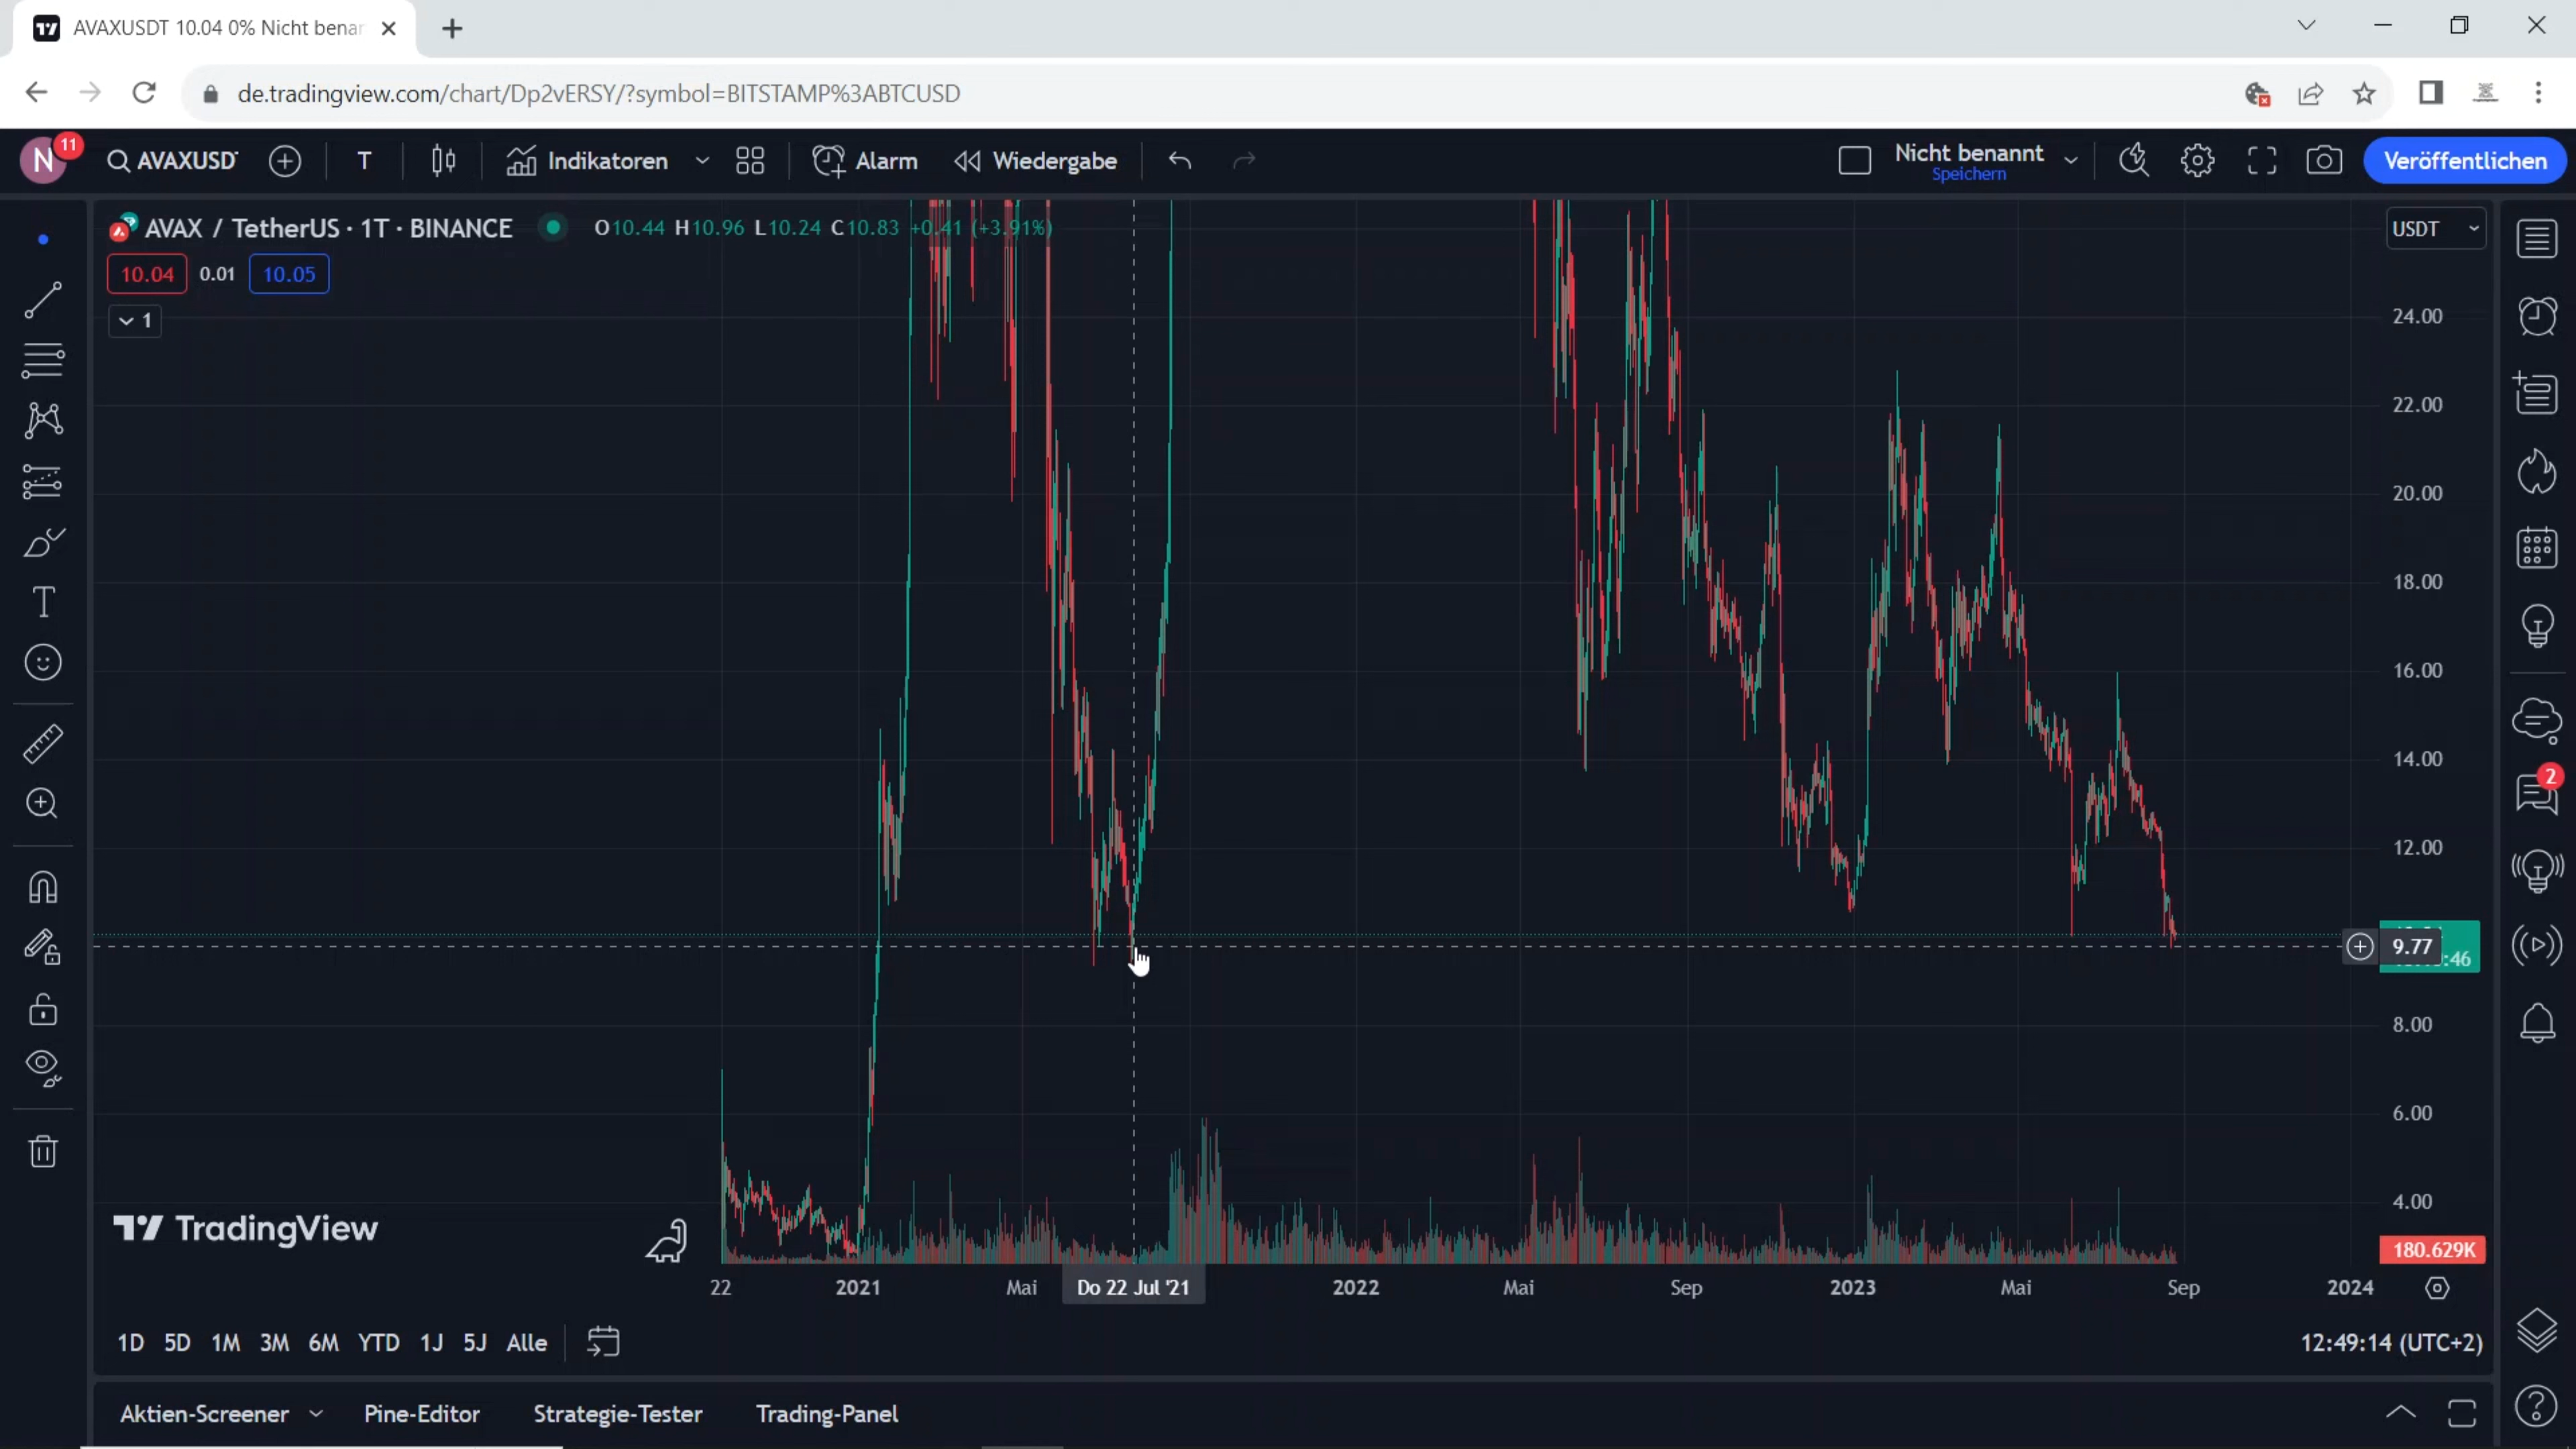 AVAXUSDT 10.04 0% Nicht benan
de.tradingview.com/chart/Dp2vERSY/?symbol=BITSTAMP%3ABTCUSD
N 11 AVAXUSDT T Indikatoren Alarm Wiedergabe Nicht benannt Veröffentlichen
Speichern
AVAX / TetherUS · 1T · BINANCE O10.44 H10.96 L10.24 C10.83 +0.41 (+3.91%) USDT
10.04 0.01 10.05
1
24.00
22.00
20.00
18.00
16.00
14.00
2
12.00
9.77 :46
8.00
6.00
4.00
TradingView
180.629K
22 2021 Mai Do 22 Jul '21 2022 Mai Sep 2023 Mai Sep 2024
1D 5D 1M 3M 6M YTD 1J 5J Alle 12:49:14 (UTC+2)
Aktien-Screener Pine-Editor Strategie-Tester Trading-Panel